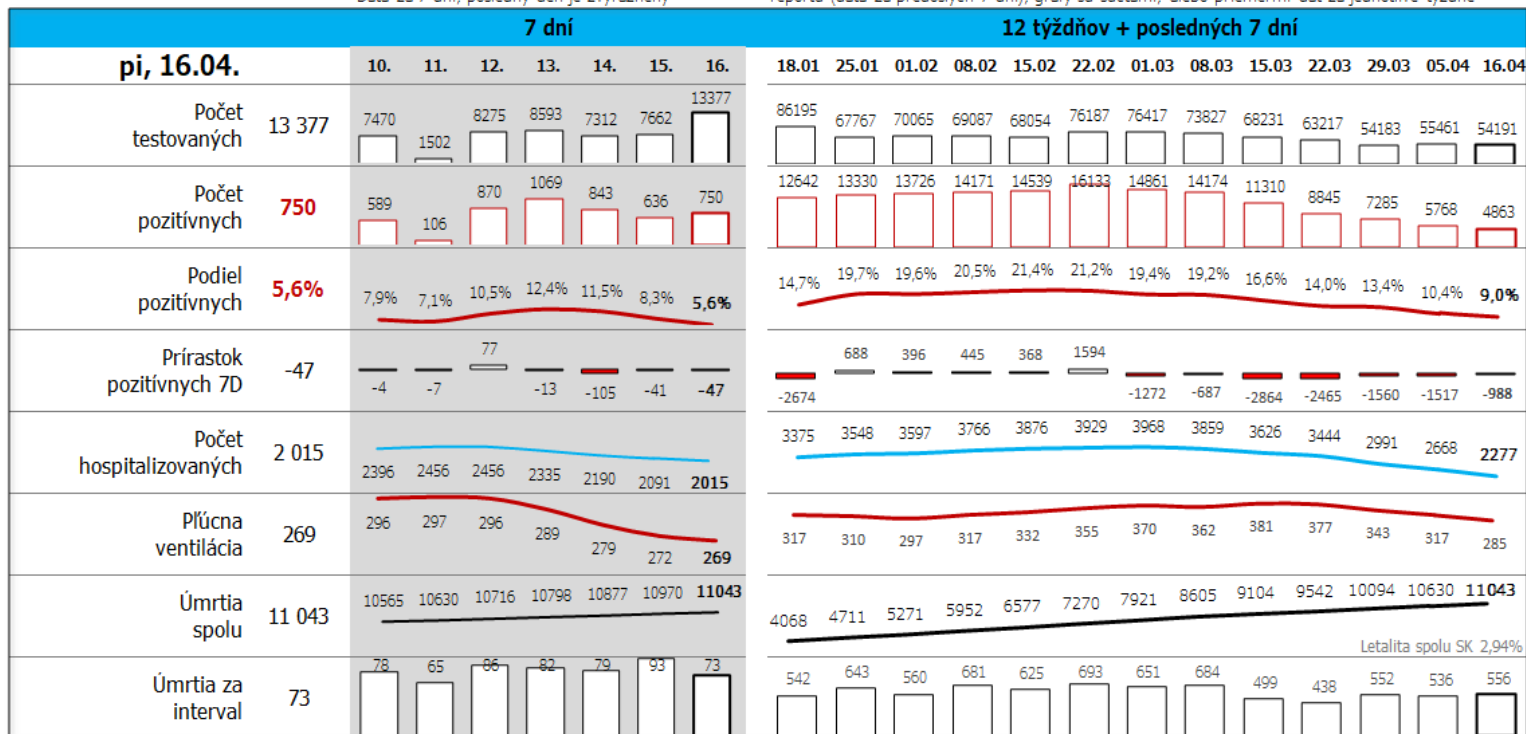 7 dní 12 týždňov + posledných 7 dní
pi, 16.04. 10. 11. 12. 13. 14. 15. 16. 18.01 25.01 01.02 08.02 15.02 22.02 01.03 08.03 15.03 22.03 29.03 05.04 16.04
Počet testovaných 13 377 7470 1502 8275 8593 7312 7662 13377 86195 67767 70065 69087 68054 76187 76417 73827 68231 63217 54183 55461 54191
Počet pozitívnych 750 589 106 870 1069 843 636 750 12642 13330 13726 14171 14539 16133 14861 14174 11310 8845 7285 5768 4863
Podiel pozitívnych 5,6% 7,9% 7,1% 10,5% 12,4% 11,5% 8,3% 5,6% 14,7% 19,7% 19,6% 20,5% 21,4% 21,2% 19,4% 19,2% 16,6% 14,0% 13,4% 10,4% 9,0%
Prírastok pozitívnych 7D -47 -4 -7 77 -13 -105 -41 -47 -2674 688 396 445 368 1594 -1272 -687 -2864 -2465 -1560 -1517 -988
Počet hospitalizovaných 2 015 2396 2456 2456 2335 2190 2091 2015 3375 3548 3597 3766 3876 3929 3968 3859 3626 3444 2991 2668 2277
Pľúcna ventilácia 269 296 297 296 289 279 272 269 317 310 297 317 332 355 370 362 381 377 343 317 285
Úmrtia spolu 11 043 10565 10630 10716 10798 10877 10970 11043 4068 4711 5271 5952 6577 7270 7921 8605 9104 9542 10094 10630 11043
Letalita spolu SK 2,94%
Úmrtia za interval 73 78 65 86 82 79 93 73 542 643 560 681 625 693 651 684 499 438 552 536 556